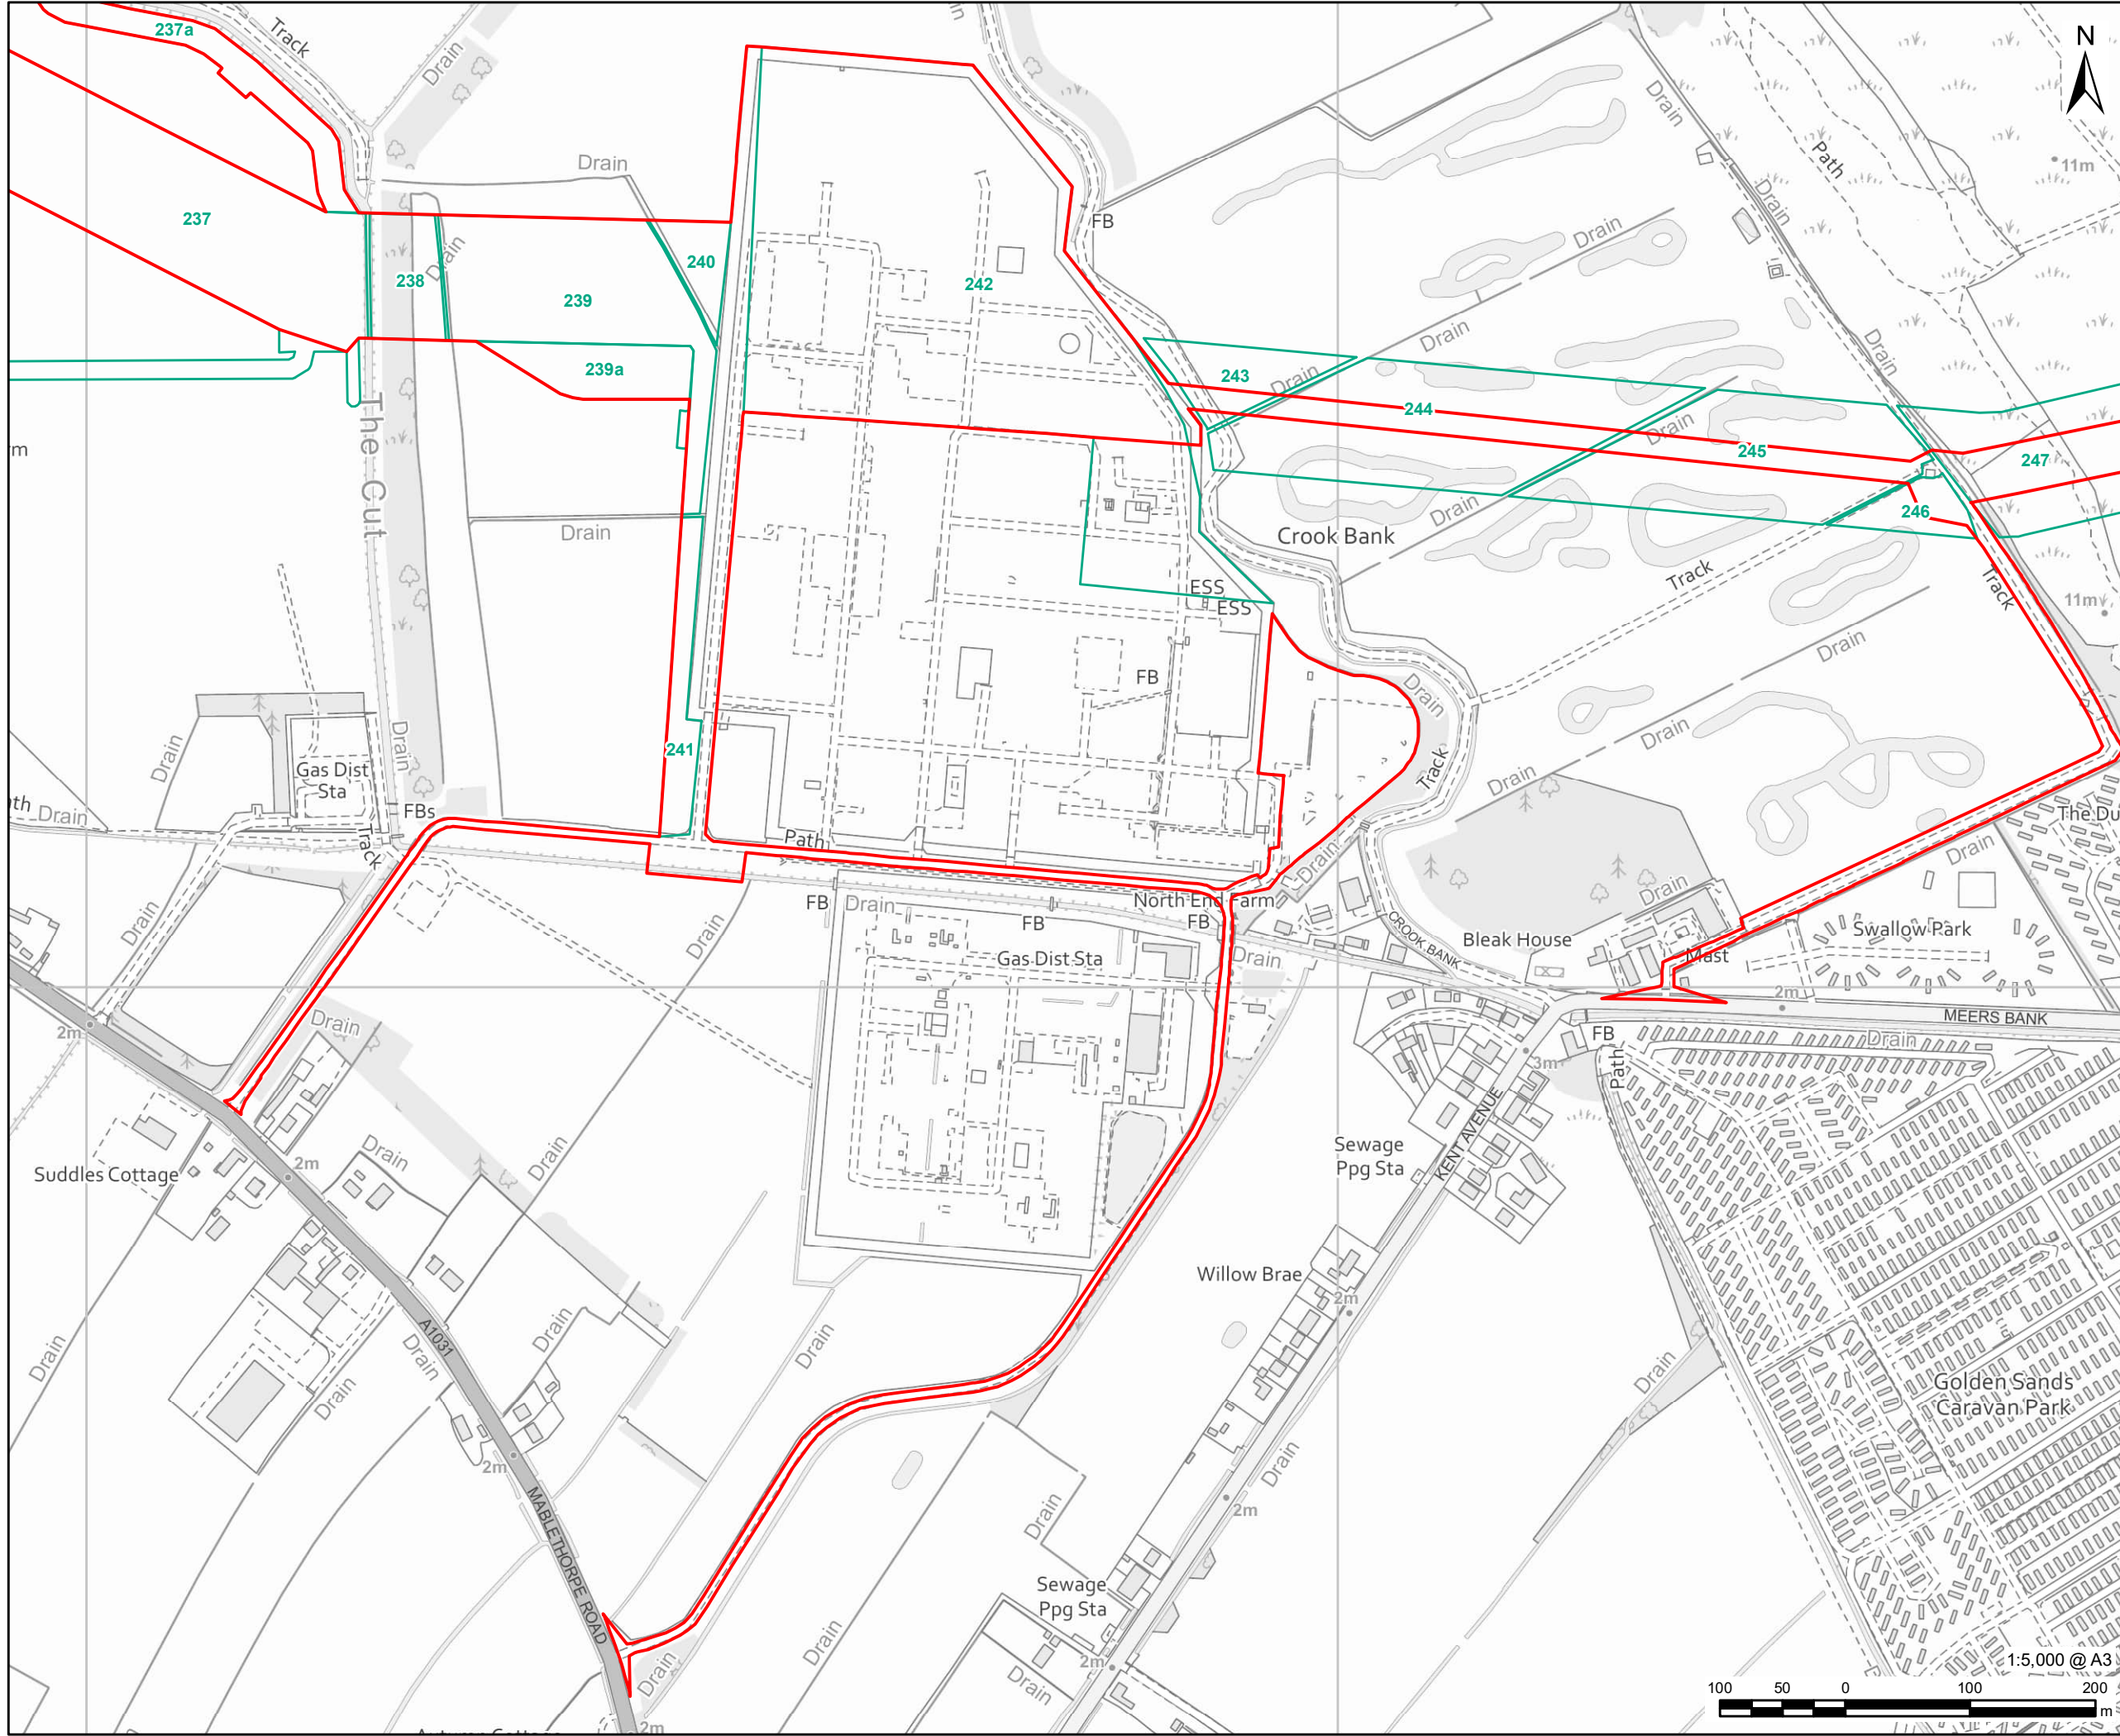 237a
Track
Drain
N
Drain
Path
11m
Drain
237
FB
Drain
Drain
240
Drain
238
239
242
Drain
Drain
239a
243
Drain
244
Drain
245
247
The Cut
Drain
246
Drain
Crook Bank
Track
Track
11m
ESS
ESS
Drain
FB
Drain
Drain
241
Drain
Drain
Gas Dist
Sta
Track
Drain
FBs
Drain
Track
Path
The Du
Drain
Drain
Drain
FB
Drain
FB
North End Farm
FB
CROOK BANK
Drain
Swallow Park
Bleak House
Mast
Drain
Drain
Gas Dist Sta
Drain
2m
MEERS BANK
2m
Drain
FB
Drain
Path
3m
KENT AVENUE
Sewage
Ppg Sta
Drain
Drain
2m
Suddles Cottage
Willow Brae
2m
A1031
Drain
Drain
Drain
Drain
Drain
Drain
Golden Sands
Caravan Park
2m
Drain
MABLETHORPE ROAD
Drain
2m
Sewage
Ppg Sta
Drain
Drain
2m
Drain
2m
1:5,000 @ A3
100 50 0 100 200
m